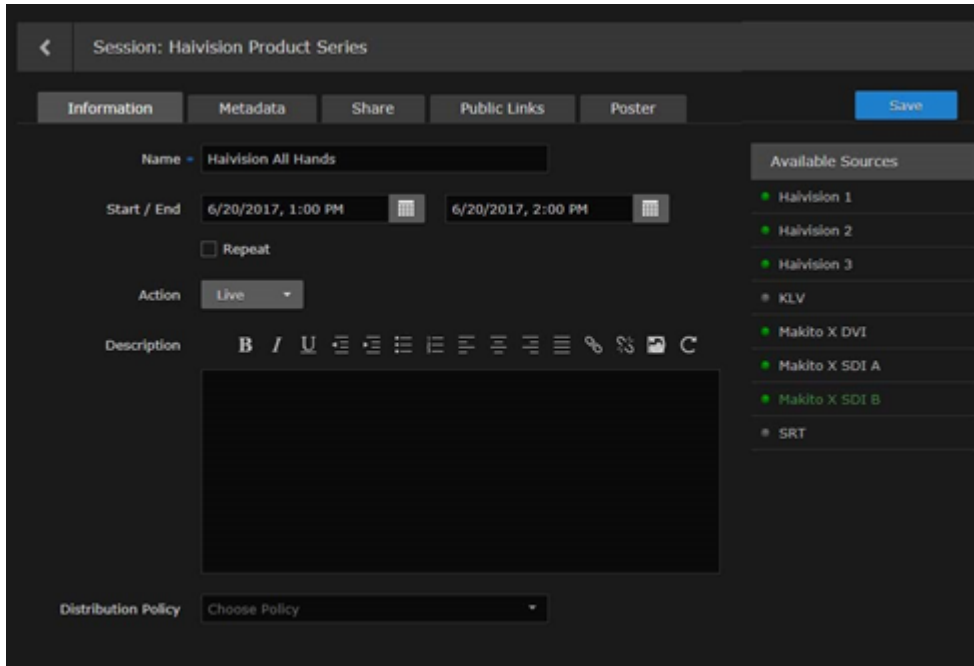 Session: Haivision Product Series
Information Metadata Share Public Links Poster Save
Name Haivision All Hands
Start / End 6/20/2017, 1:00 PM 6/20/2017, 2:00 PM
Repeat
Action Live
Description B I U
Distribution Policy Choose Policy
Available Sources
Haivision 1
Haivision 2
Haivision 3
KLV
Makito X DVI
Makito X SDI A
Makito X SDI B
SRT